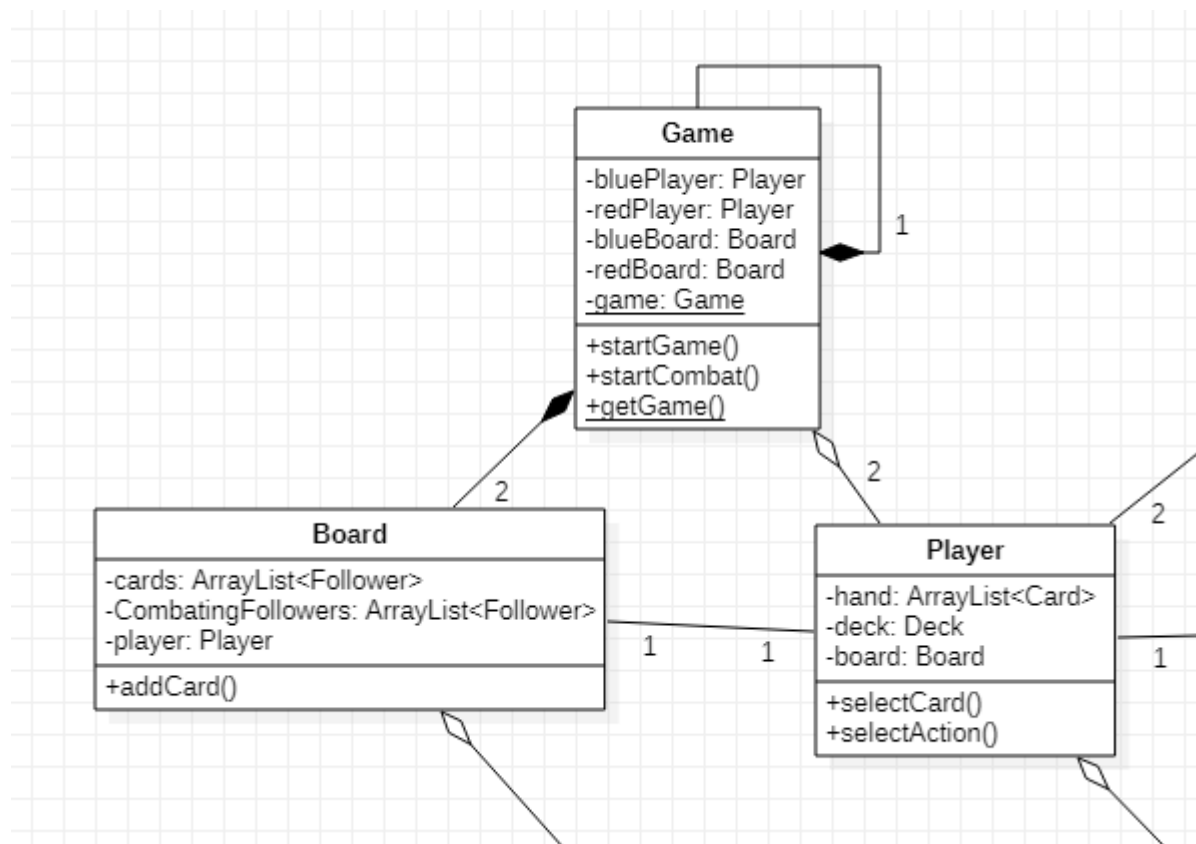 Game
-bluePlayer: Player
-redPlayer: Player
-blueBoard: Board
-redBoard: Board
-game: Game
+startGame()
+startCombat()
+getGame()
1
2
2
Board
-cards: ArrayList<Follower>
-CombatingFollowers: ArrayList<Follower>
-player: Player
+addCard()
1
1
Player
-hand: ArrayList<Card>
-deck: Deck
-board: Board
+selectCard()
+selectAction()
2
1